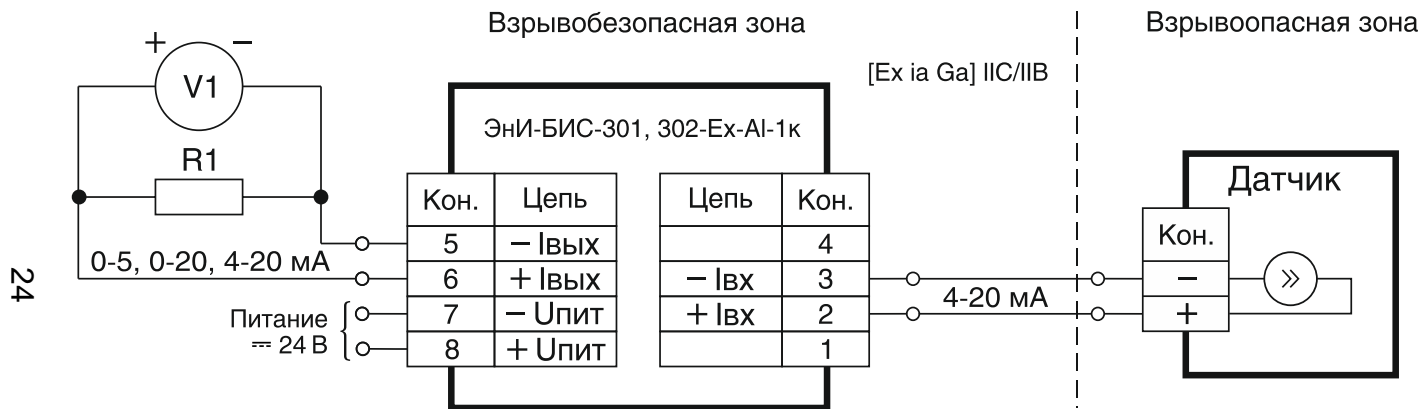 Взрывобезопасная зона
Взрывоопасная зона
+ −
V1
[Ex ia Ga] IIC/IIB
ЭнИ-БИС-301, 302-Ex-AI-1к
R1
Датчик
Кон. Цепь
Цепь Кон.
Кон.
5 − Iвых
4
0-5, 0-20, 4-20 мА
6 + Iвых
− Iвх 3
−
4-20 мА
7 − Uпит
+ Iвх 2
+
Питание
⎓ 24 В
8 + Uпит
1
24